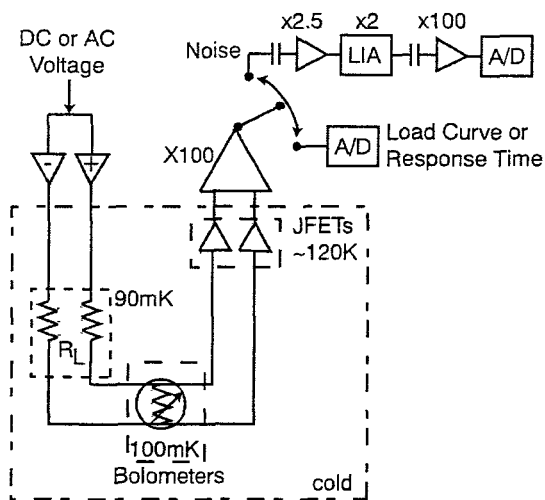 DC or AC
Voltage
Noise
x2.5
x2
x100
LIA
A/D
- +
X100
A/D
Load Curve or
Response Time
JFETs
~120K
90mK
RL
100mK
Bolometers
cold